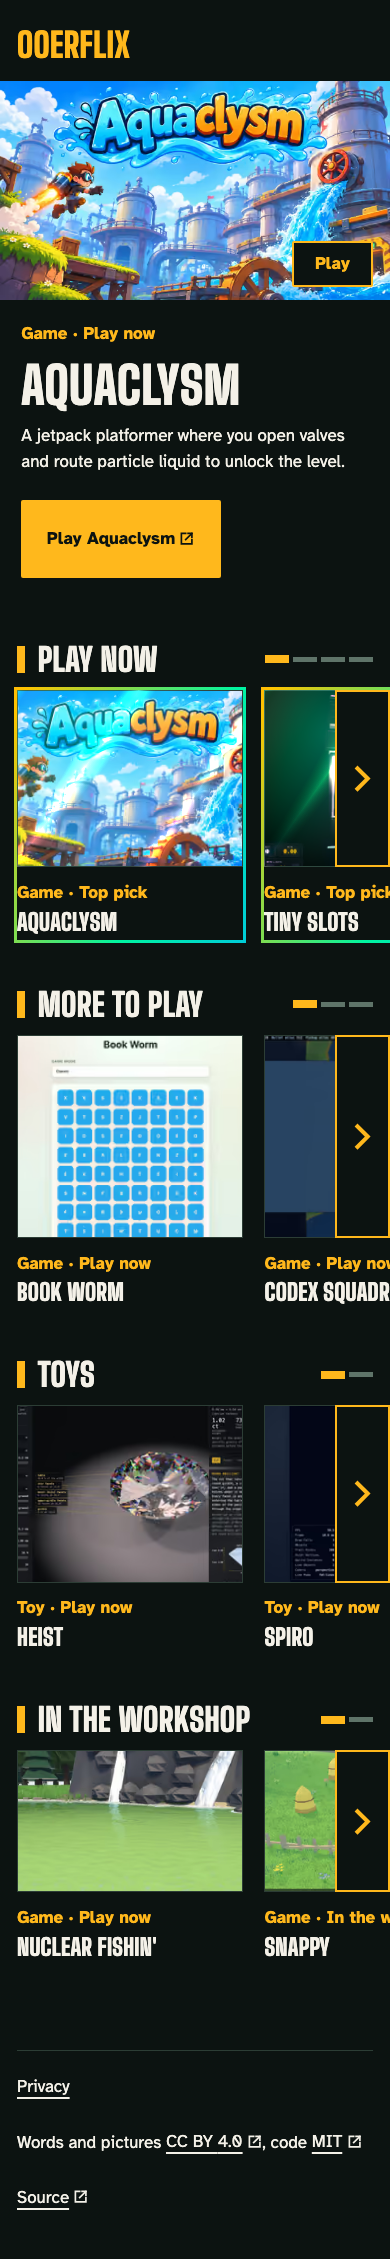 OOERFLIX
Aquaclysm
Play
Game · Play now
AQUACLYSM
A jetpack platformer where you open valves
and route particle liquid to unlock the level.
Play Aquaclysm
PLAY NOW
Aquaclysm
Game · Top pick
AQUACLYSM
Game · Top pick
TINY SLOTS
MORE TO PLAY
Book Worm
Game · Play now
BOOK WORM
Game · Play now
CODEX SQUADR
TOYS
Toy · Play now
HEIST
Toy · Play now
SPIRO
IN THE WORKSHOP
Game · Play now
NUCLEAR FISHIN'
Game · In the w
SNAPPY
Privacy
Words and pictures CC BY 4.0, code MIT
Source